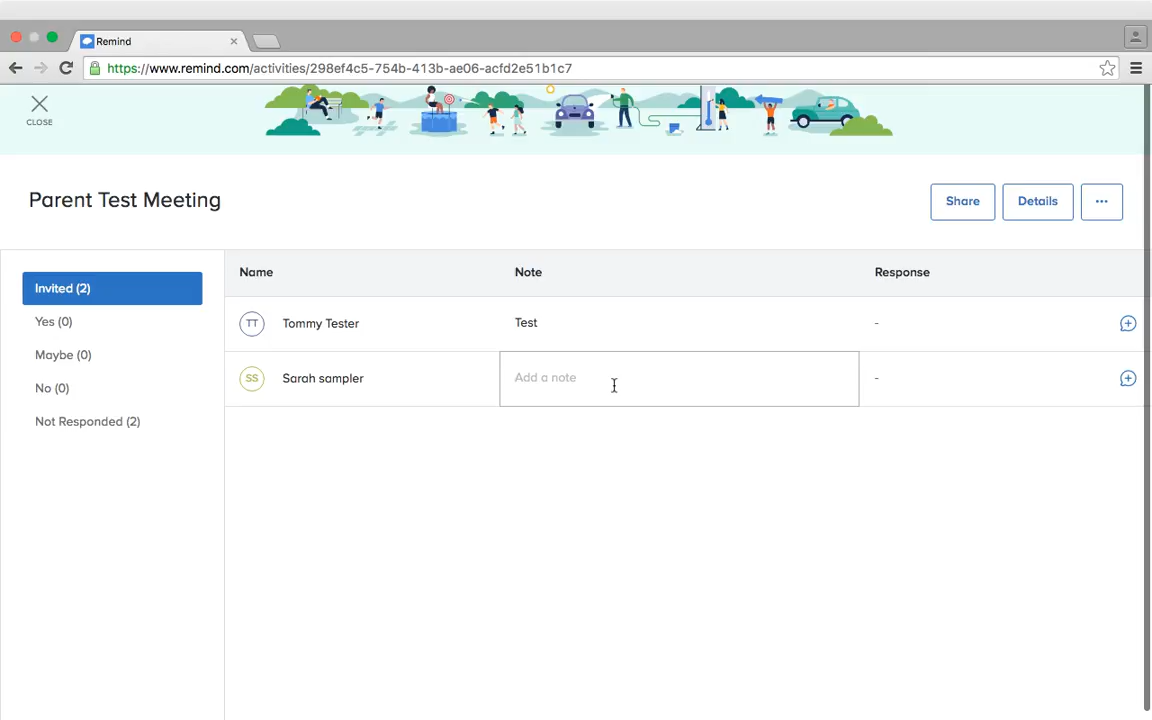 Remind
https://www.remind.com/activities/298ef4c5-754b-413b-ae06-acfd2e51b1c7
CLOSE
Parent Test Meeting
Share Details ...
Invited (2)
Yes (0)
Maybe (0)
No (0)
Not Responded (2)
Name Note Response
TT Tommy Tester Test -
SS Sarah sampler Add a note -